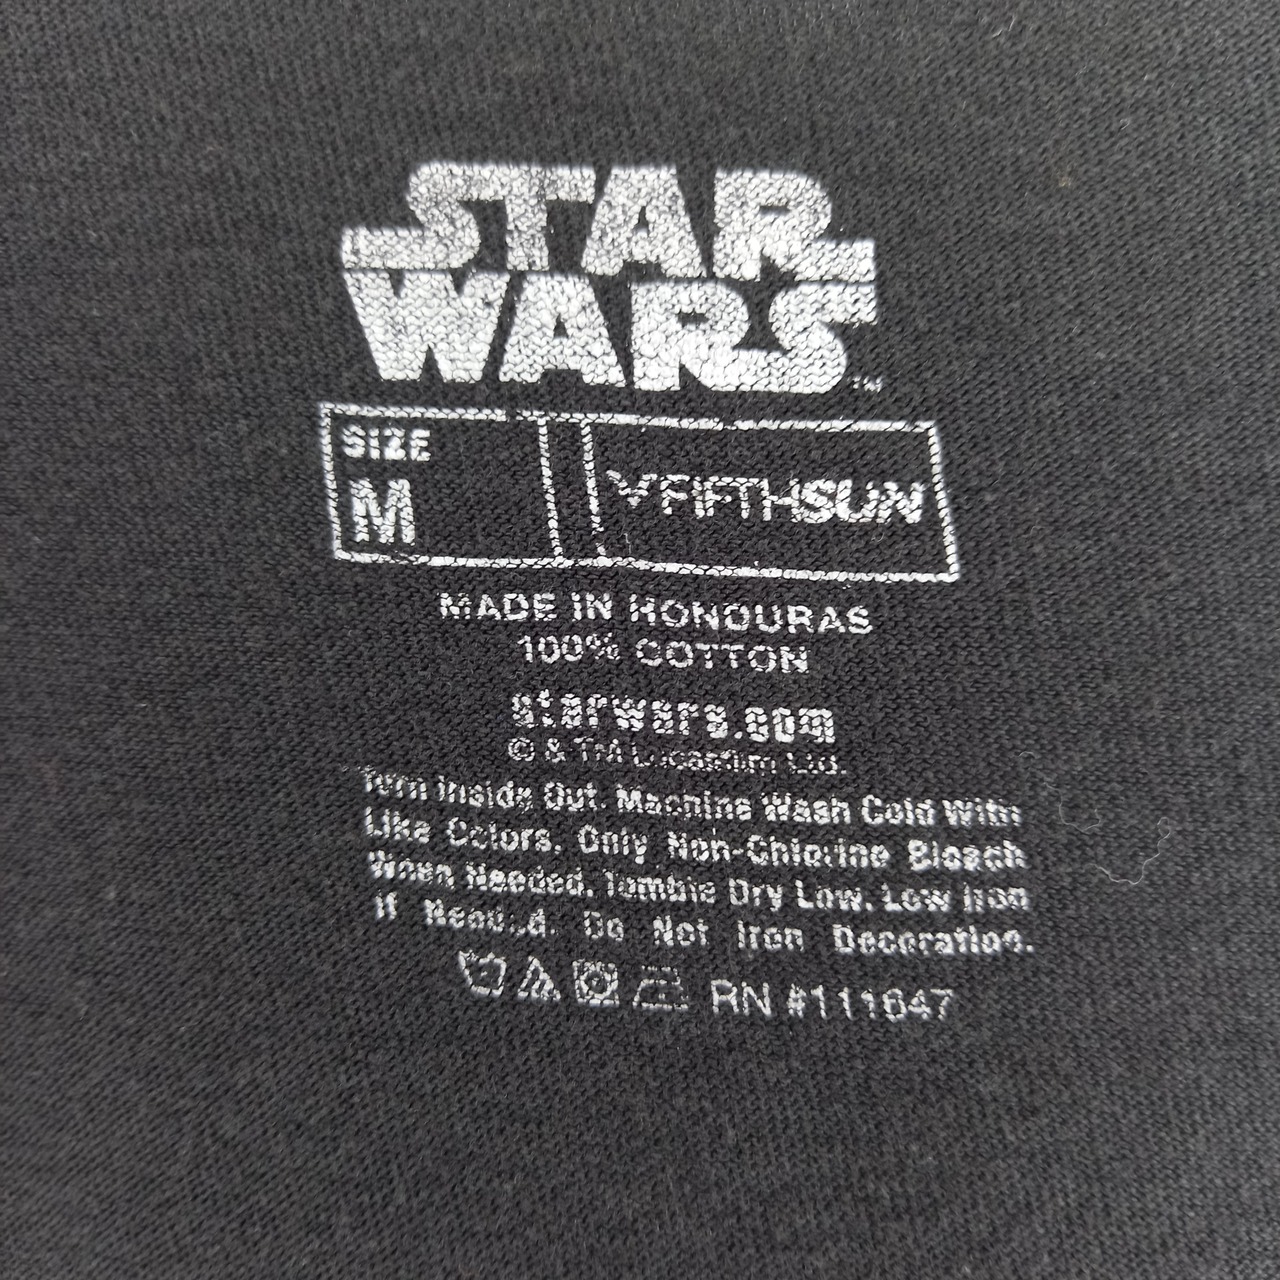 STAR
WARS™
SIZE
M
FIFTHSUN
MADE IN HONDURAS
100% COTTON
starwars.com
© & TM Lucasfilm Ltd.
Turn Inside Out. Machine Wash Cold With
Like Colors. Only Non-Chlorine Bleach
When Needed. Tumble Dry Low. Low Iron
If Needed. Do Not Iron Decoration.
RN #111647